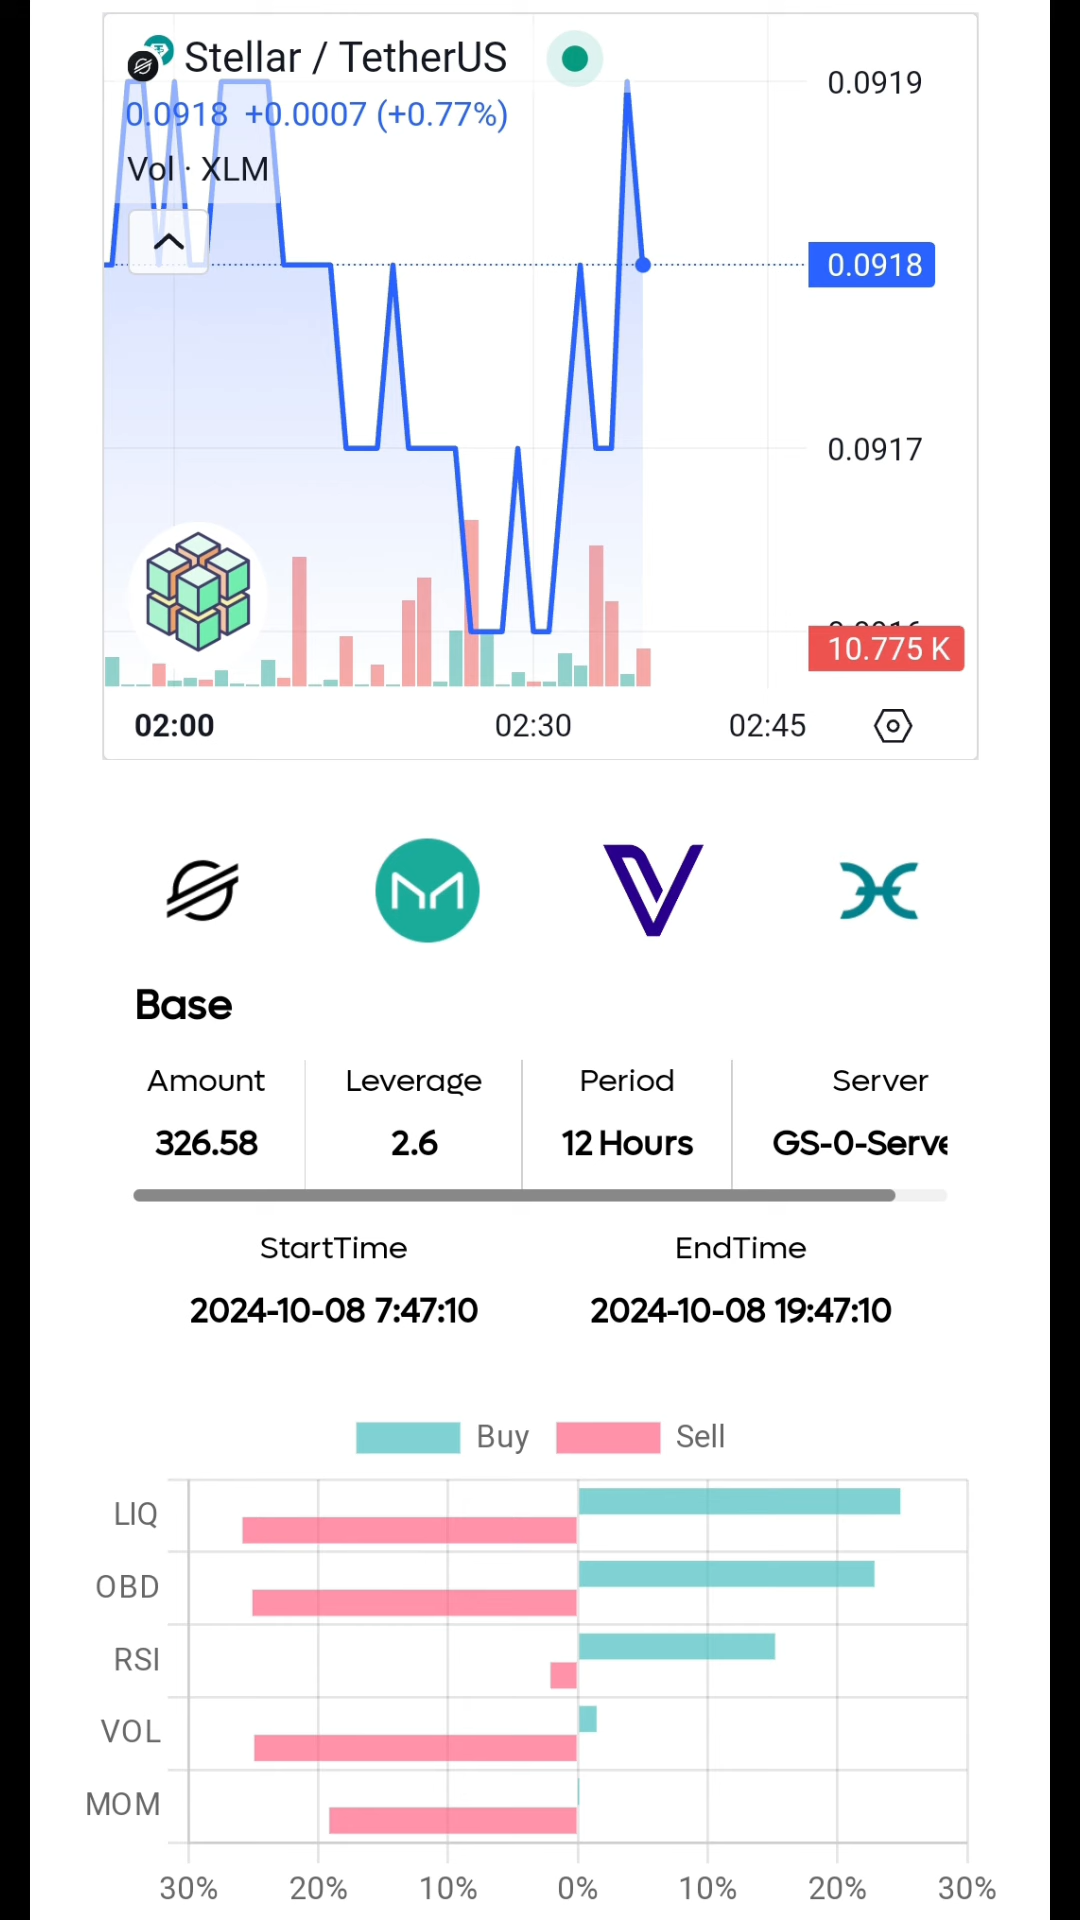 Stellar / TetherUS
0.0918 +0.0007 (+0.77%)
Vol · XLM
0.0919
0.0918
0.0917
10.775 K
02:00 02:30 02:45
Base
Amount Leverage Period Server
326.58 2.6 12 Hours GS-0-Serve
StartTime EndTime
2024-10-08 7:47:10 2024-10-08 19:47:10
Buy Sell
LIQ
OBD
RSI
VOL
MOM
30% 20% 10% 0% 10% 20% 30%